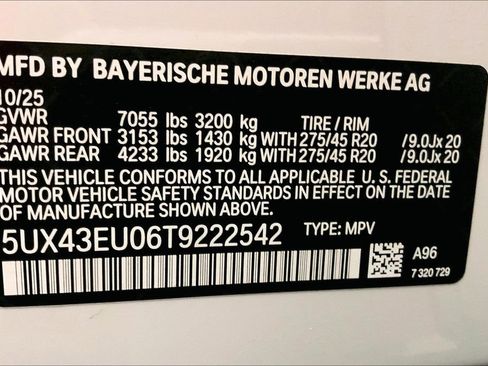 MFD BY BAYERISCHE MOTOREN WERKE AG
10/25
GVWR 7055 lbs 3200 kg TIRE / RIM
GAWR FRONT 3153 lbs 1430 kg WITH 275/45 R20 /9.0Jx 20
GAWR REAR 4233 lbs 1920 kg WITH 275/45 R20 /9.0Jx 20
THIS VEHICLE CONFORMS TO ALL APPLICABLE U. S. FEDERAL
MOTOR VEHICLE SAFETY STANDARDS IN EFFECT ON THE DATE
OF MANUFACTURE SHOWN ABOVE.
5UX43EU06T9222542 TYPE: MPV
A96
7 320 729